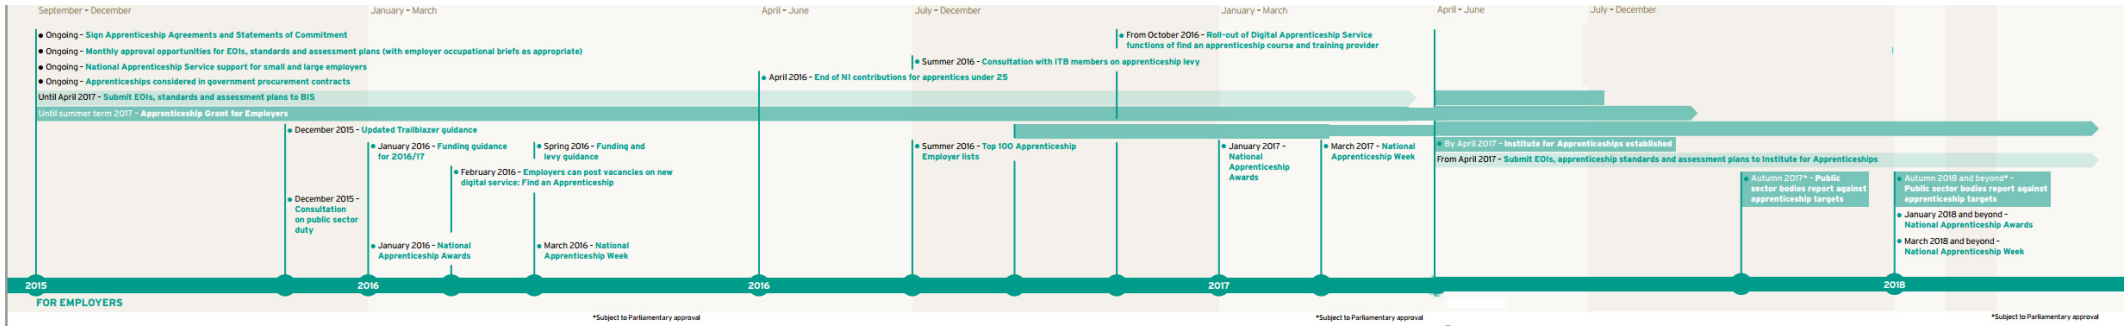 September - December
January - March
April - June
July - December
January - March
April - June
July - December
• Ongoing - Sign Apprenticeship Agreements and Statements of Commitment
• Ongoing - Monthly approval opportunities for EOIs, standards and assessment plans (with employer occupational briefs as appropriate)
• Ongoing - National Apprenticeship Service support for small and large employers
• Ongoing - Apprenticeships considered in government procurement contracts
Until April 2017 - Submit EOIs, standards and assessment plans to BIS
Until summer term 2017 - Apprenticeship Grant for Employers
• December 2015 - Updated Trailblazer guidance
• December 2015 -
Consultation
on public sector
duty
• January 2016 - Funding guidance
for 2016/17
• January 2016 - National
Apprenticeship Awards
• February 2016 - Employers can post vacancies on new
digital service: Find an Apprenticeship
• Spring 2016 - Funding and
levy guidance
• March 2016 - National
Apprenticeship Week
• April 2016 - End of NI contributions for apprentices under 25
• Summer 2016 - Consultation with ITB members on apprenticeship levy
• Summer 2016 - Top 100 Apprenticeship
Employer lists
• From October 2016 - Roll-out of Digital Apprenticeship Service
functions of find an apprenticeship course and training provider
• January 2017 -
National
Apprenticeship
Awards
• March 2017 - National
Apprenticeship Week
• By April 2017 - Institute for Apprenticeships established
From April 2017 - Submit EOIs, apprenticeship standards and assessment plans to Institute for Apprenticeships
• Autumn 2017* - Public
sector bodies report against
apprenticeship targets
• Autumn 2018 and beyond* -
Public sector bodies report against
apprenticeship targets
• January 2018 and beyond -
National Apprenticeship Awards
• March 2018 and beyond -
National Apprenticeship Week
2015
2016
2016
2017
2018
FOR EMPLOYERS
*Subject to Parliamentary approval
*Subject to Parliamentary approval
*Subject to Parliamentary approval